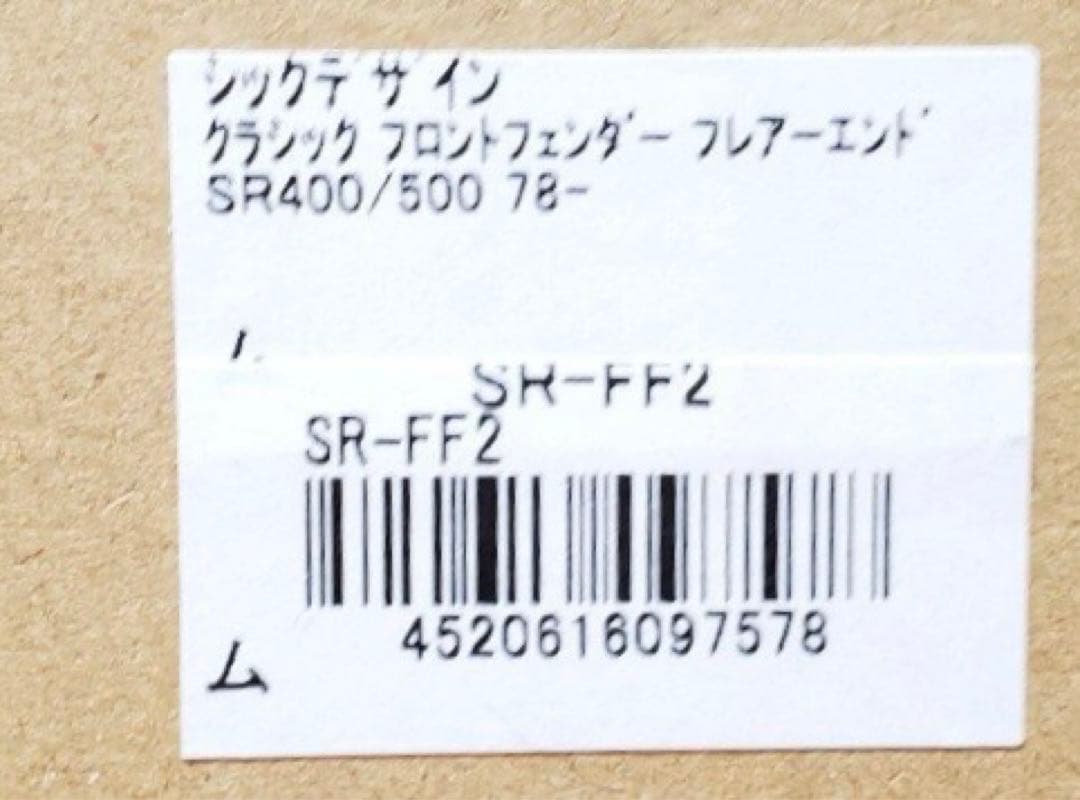 シックデザイン
クラシック フロントフェンダー フレアーエンド
SR400/500 78-
SR-FF2
SR-FF2
4520616097578
ム